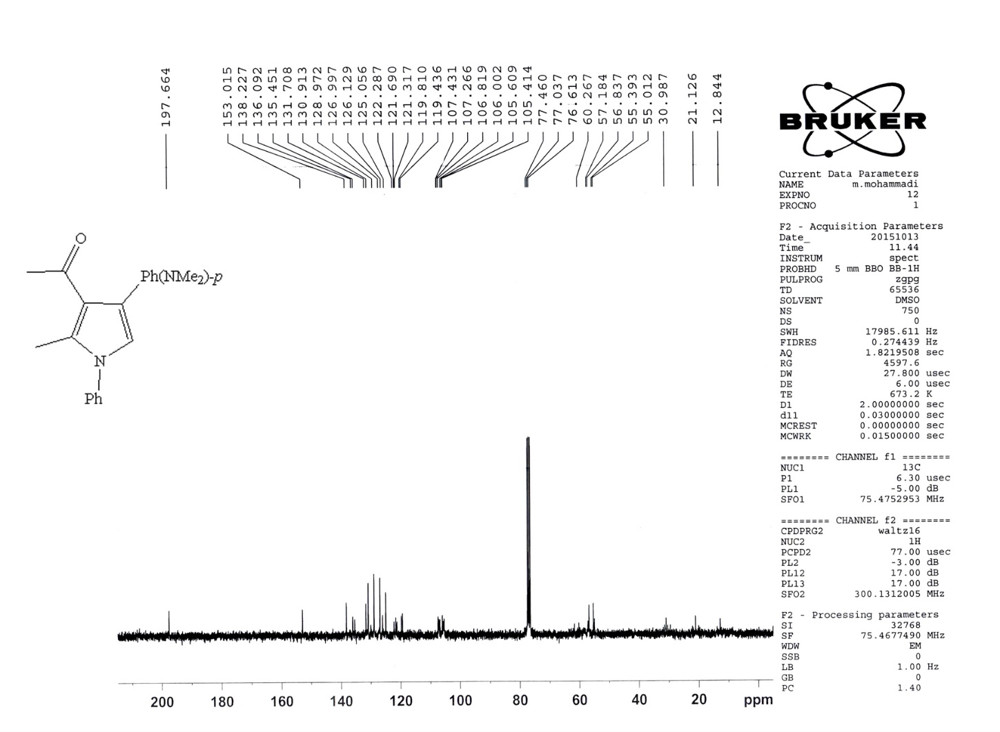 197.664
153.015
138.227
136.092
135.451
131.708
130.913
128.972
126.997
126.129
125.056
122.287
121.690
121.317
119.810
119.436
107.431
107.266
106.819
106.002
105.609
105.414
77.460
77.037
76.613
60.267
57.184
56.837
55.393
55.012
30.987
21.126
12.844
BRUKER
Current Data Parameters
NAME m.mohammadi
EXPNO 12
PROCNO 1
F2 - Acquisition Parameters
Date_ 20151013
Time 11.44
INSTRUM spect
PROBHD 5 mm BBO BB-1H
PULPROG zgpg
TD 65536
SOLVENT DMSO
NS 750
DS 0
SWH 17985.611 Hz
FIDRES 0.274439 Hz
AQ 1.8219508 sec
RG 4597.6
DW 27.800 usec
DE 6.00 usec
TE 673.2 K
D1 2.00000000 sec
d11 0.03000000 sec
MCREST 0.00000000 sec
MCWRK 0.01500000 sec
======== CHANNEL f1 ========
NUC1 13C
P1 6.30 usec
PL1 -5.00 dB
SFO1 75.4752953 MHz
======== CHANNEL f2 ========
CPDPRG2 waltz16
NUC2 1H
PCPD2 77.00 usec
PL2 -3.00 dB
PL12 17.00 dB
PL13 17.00 dB
SFO2 300.1312005 MHz
F2 - Processing parameters
SI 32768
SF 75.4677490 MHz
WDW EM
SSB 0
LB 1.00 Hz
GB 0
PC 1.40
O
Ph(NMe2)-p
N
Ph
200 180 160 140 120 100 80 60 40 20 ppm